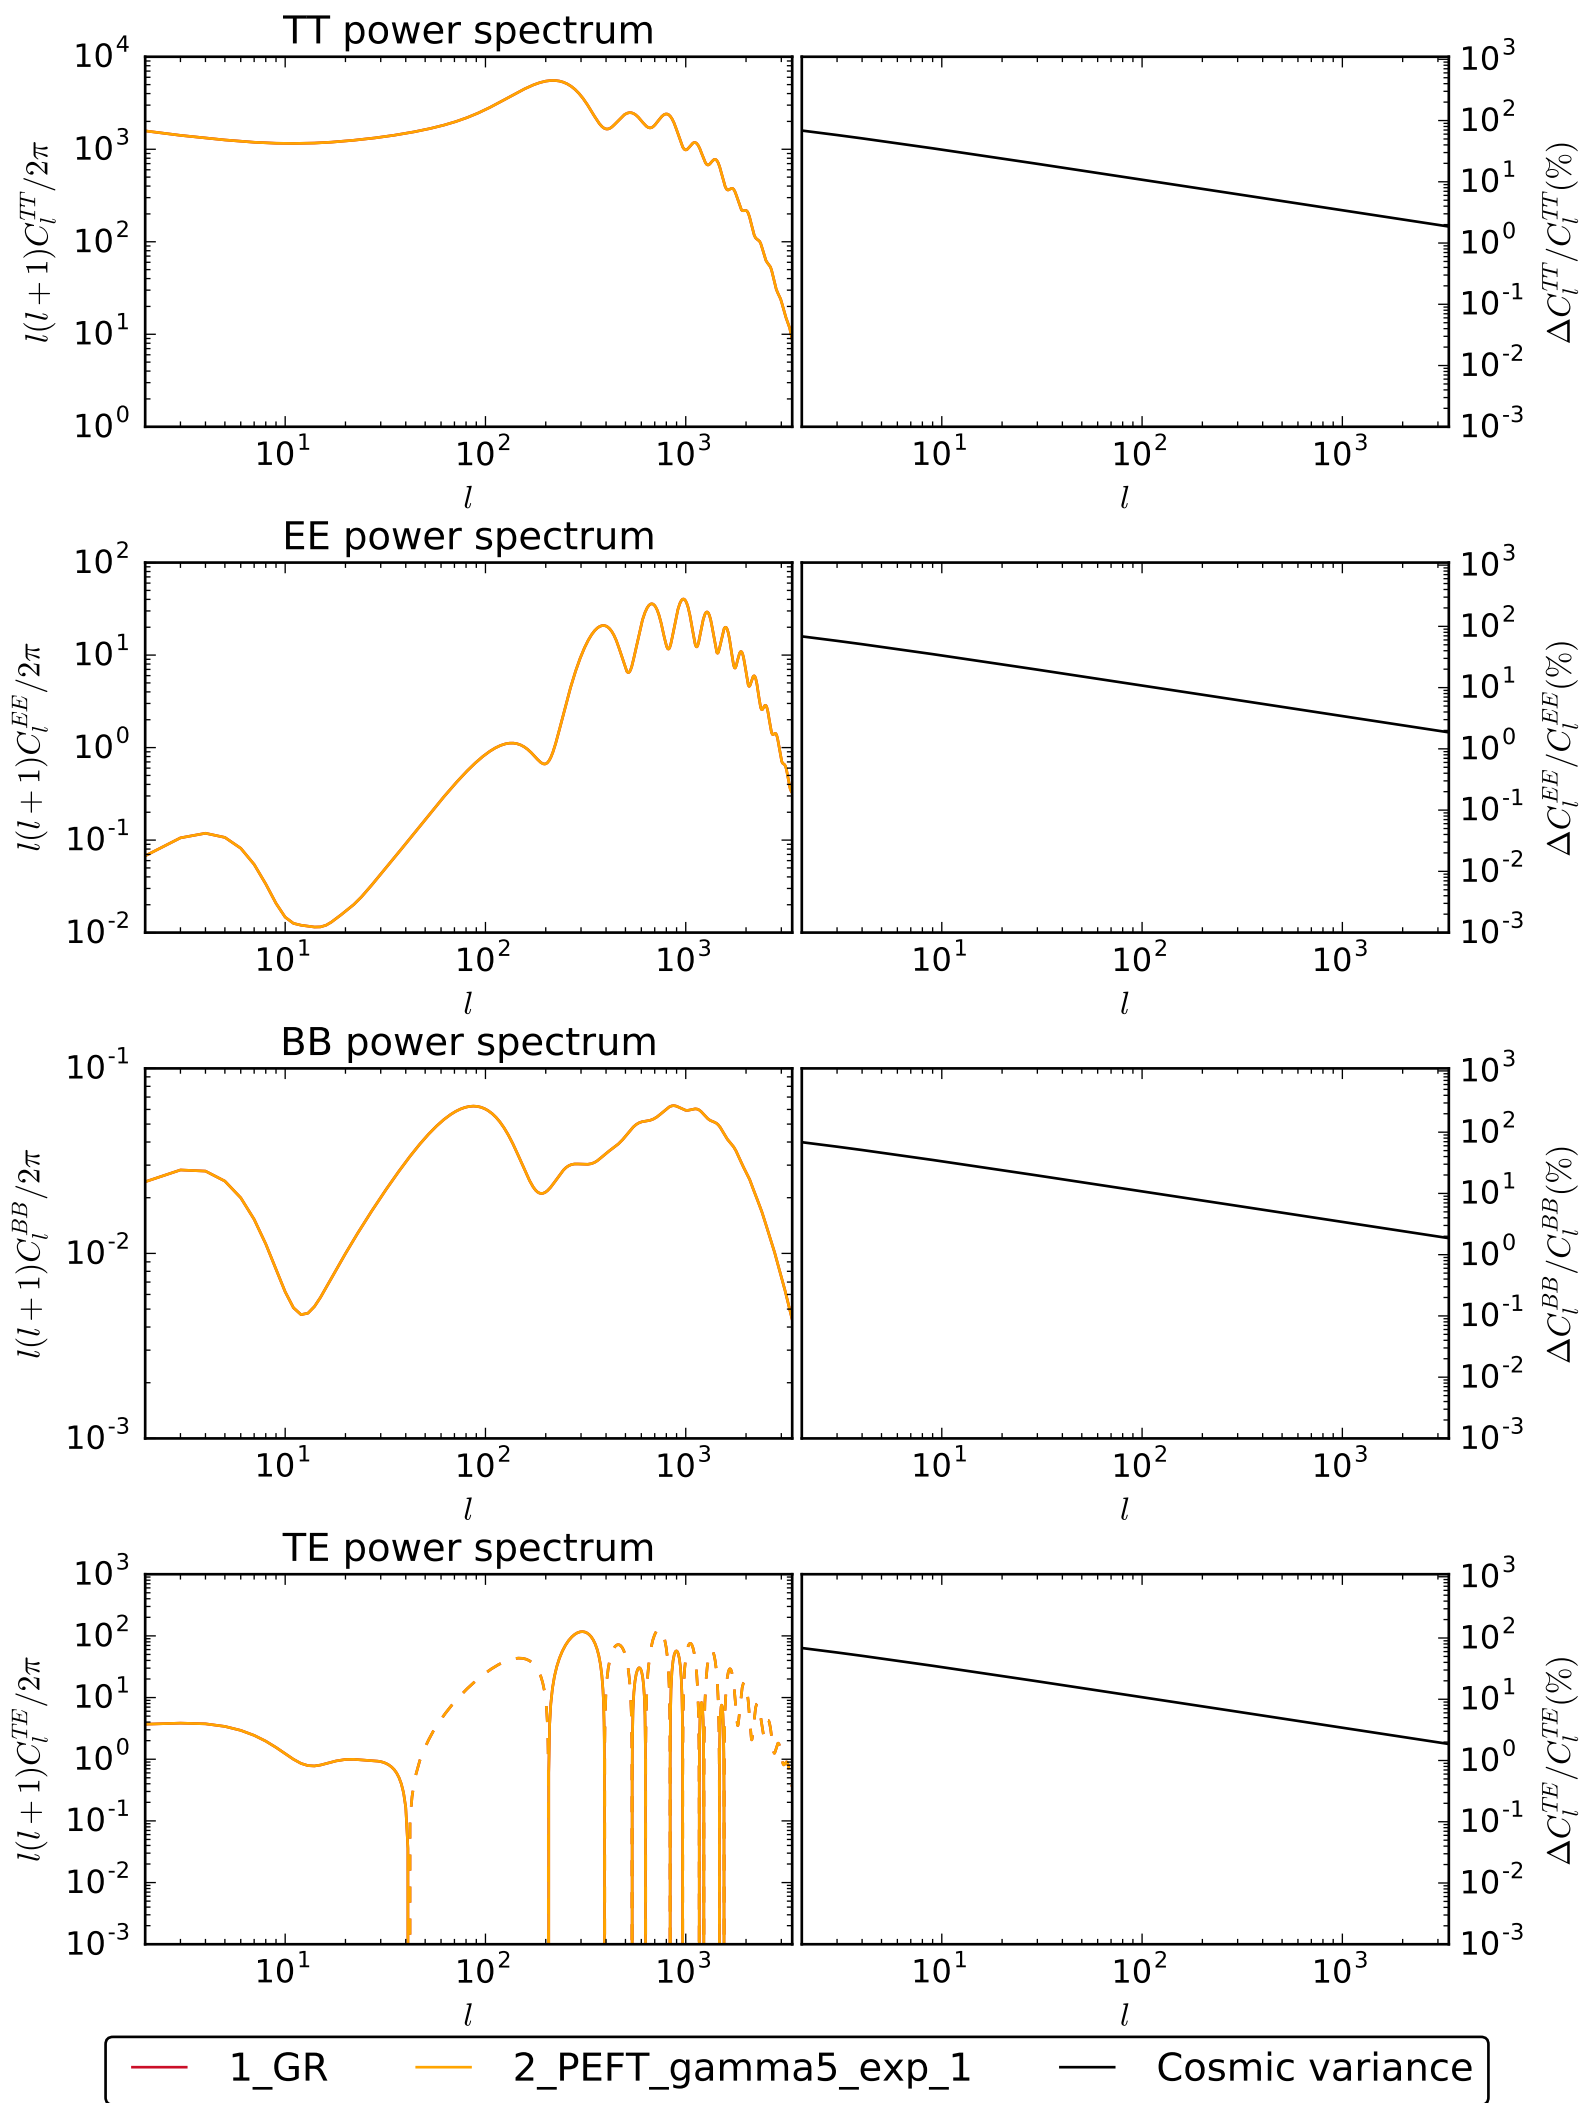 TT power spectrum
10^4
10^3
10^2
10^1
10^0
l(l+1)C_l^{TT}/2π
10^1 10^2 10^3
l
10^3
10^2
10^1
10^0
10^-1
10^-2
10^-3
ΔC_l^{TT}/C_l^{TT}(%)
10^1 10^2 10^3
l
EE power spectrum
10^2
10^1
10^0
10^-1
10^-2
l(l+1)C_l^{EE}/2π
10^1 10^2 10^3
l
10^3
10^2
10^1
10^0
10^-1
10^-2
10^-3
ΔC_l^{EE}/C_l^{EE}(%)
10^1 10^2 10^3
l
BB power spectrum
10^-1
10^-2
10^-3
l(l+1)C_l^{BB}/2π
10^1 10^2 10^3
l
10^3
10^2
10^1
10^0
10^-1
10^-2
10^-3
ΔC_l^{BB}/C_l^{BB}(%)
10^1 10^2 10^3
l
TE power spectrum
10^3
10^2
10^1
10^0
10^-1
10^-2
10^-3
l(l+1)C_l^{TE}/2π
10^1 10^2 10^3
l
10^3
10^2
10^1
10^0
10^-1
10^-2
10^-3
ΔC_l^{TE}/C_l^{TE}(%)
10^1 10^2 10^3
l
1_GR 2_PEFT_gamma5_exp_1 Cosmic variance